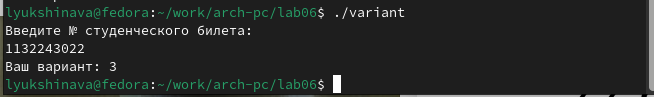 lyukshinava@fedora:~/work/arch-pc/lab06$ ./variant
Введите № студенческого билета:
1132243022
Ваш вариант: 3
lyukshinava@fedora:~/work/arch-pc/lab06$